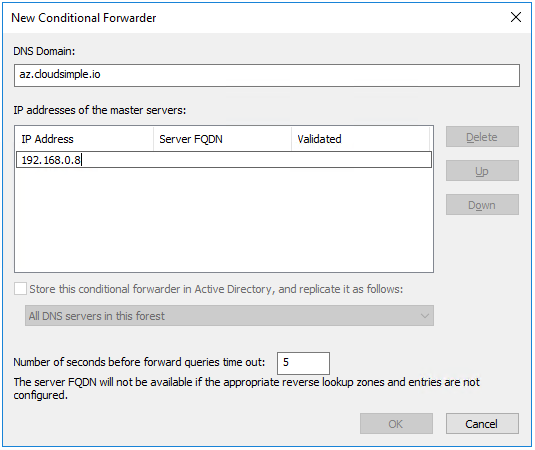 New Conditional Forwarder
DNS Domain:
az.cloudsimple.io
IP addresses of the master servers:
IP Address Server FQDN Validated
192.168.0.8
Delete
Up
Down
Store this conditional forwarder in Active Directory, and replicate it as follows:
All DNS servers in this forest
Number of seconds before forward queries time out: 5
The server FQDN will not be available if the appropriate reverse lookup zones and entries are not
configured.
OK Cancel